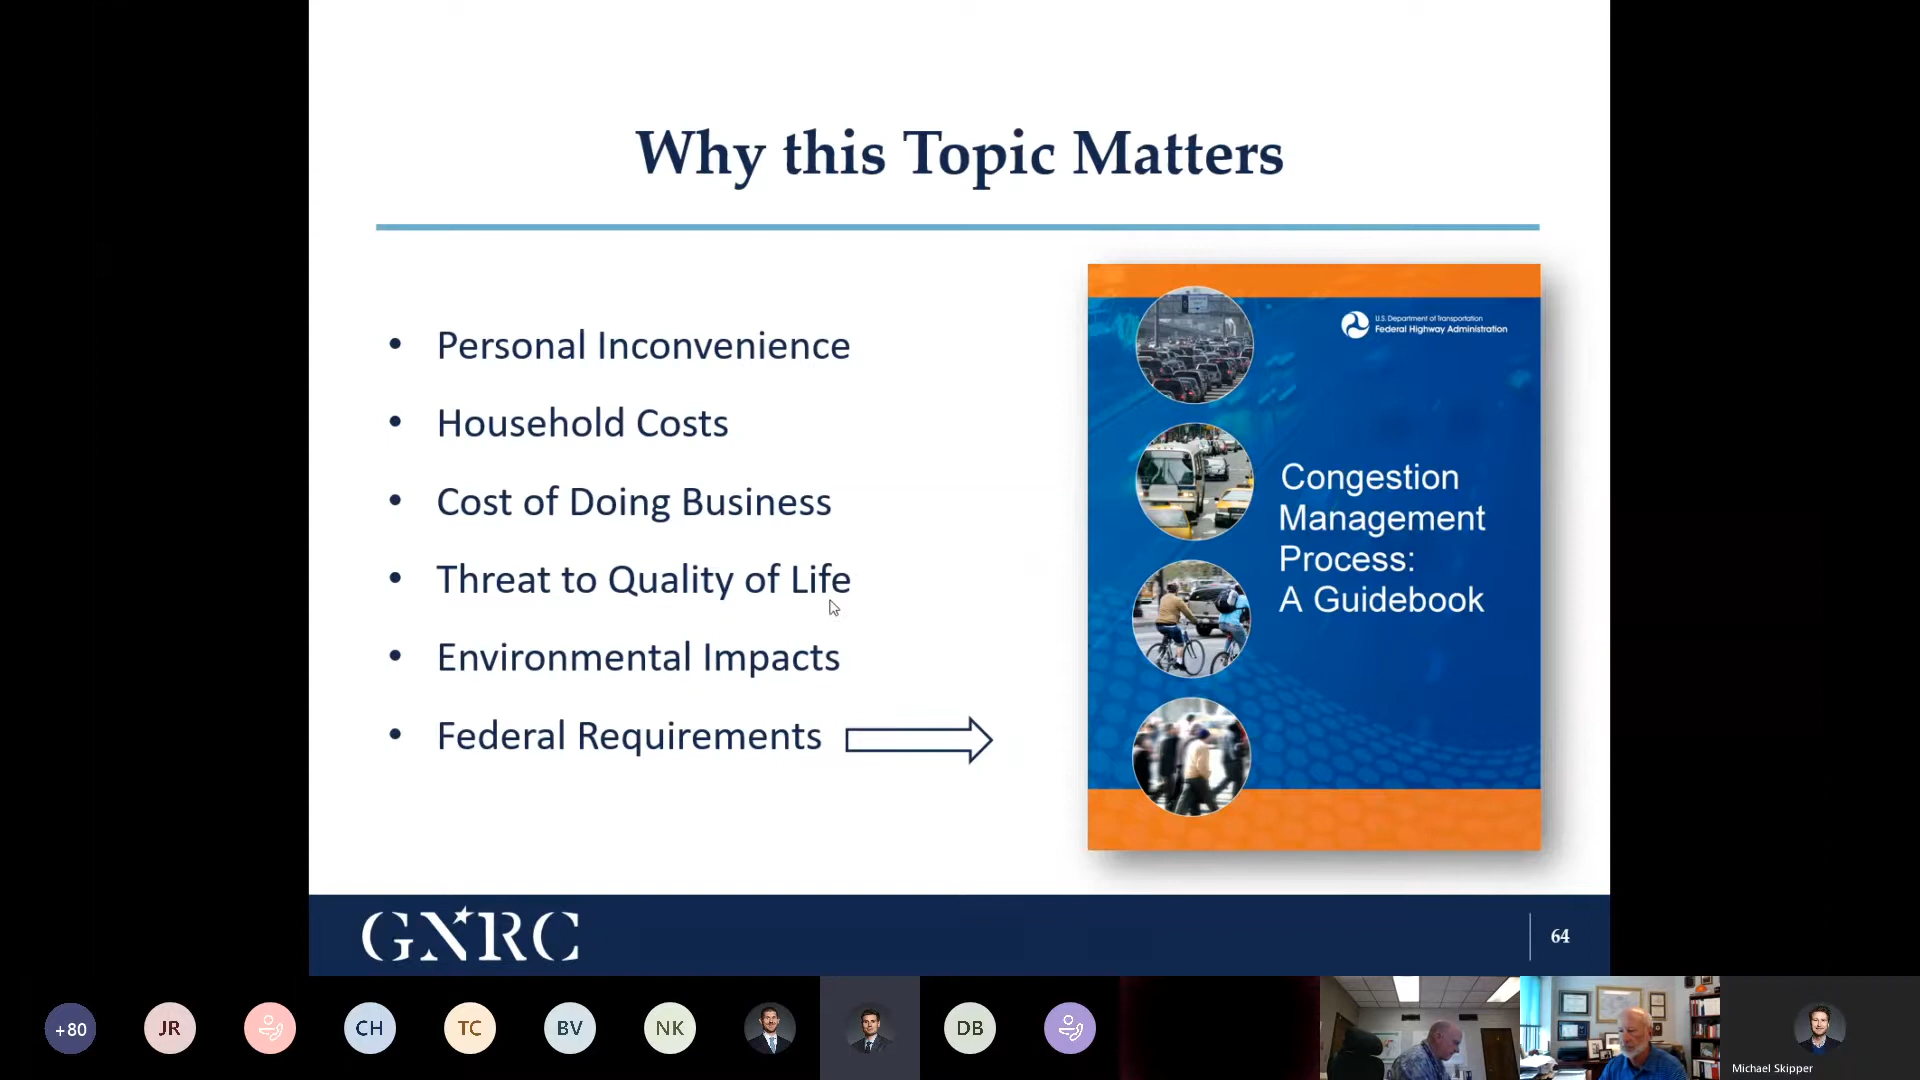 Why this Topic Matters
• Personal Inconvenience
• Household Costs
• Cost of Doing Business
• Threat to Quality of Life
• Environmental Impacts
• Federal Requirements
U.S. Department of Transportation
Federal Highway Administration
Congestion
Management
Process:
A Guidebook
GNRC
64
+80
JR
CH
TC
BV
NK
DB
Michael Skipper